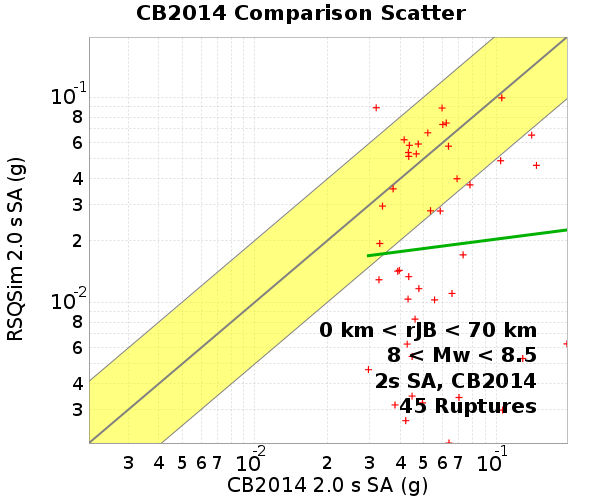 CB2014 Comparison Scatter
RSQSim 2.0 s SA (g)
10-1
8
6
4
3
2
10-2
8
6
4
3
0 km < rJB < 70 km
8 < Mw < 8.5
2s SA, CB2014
45 Ruptures
3 4 5 6 7 10-2 2 3 4 5 6 7 10-1
CB2014 2.0 s SA (g)